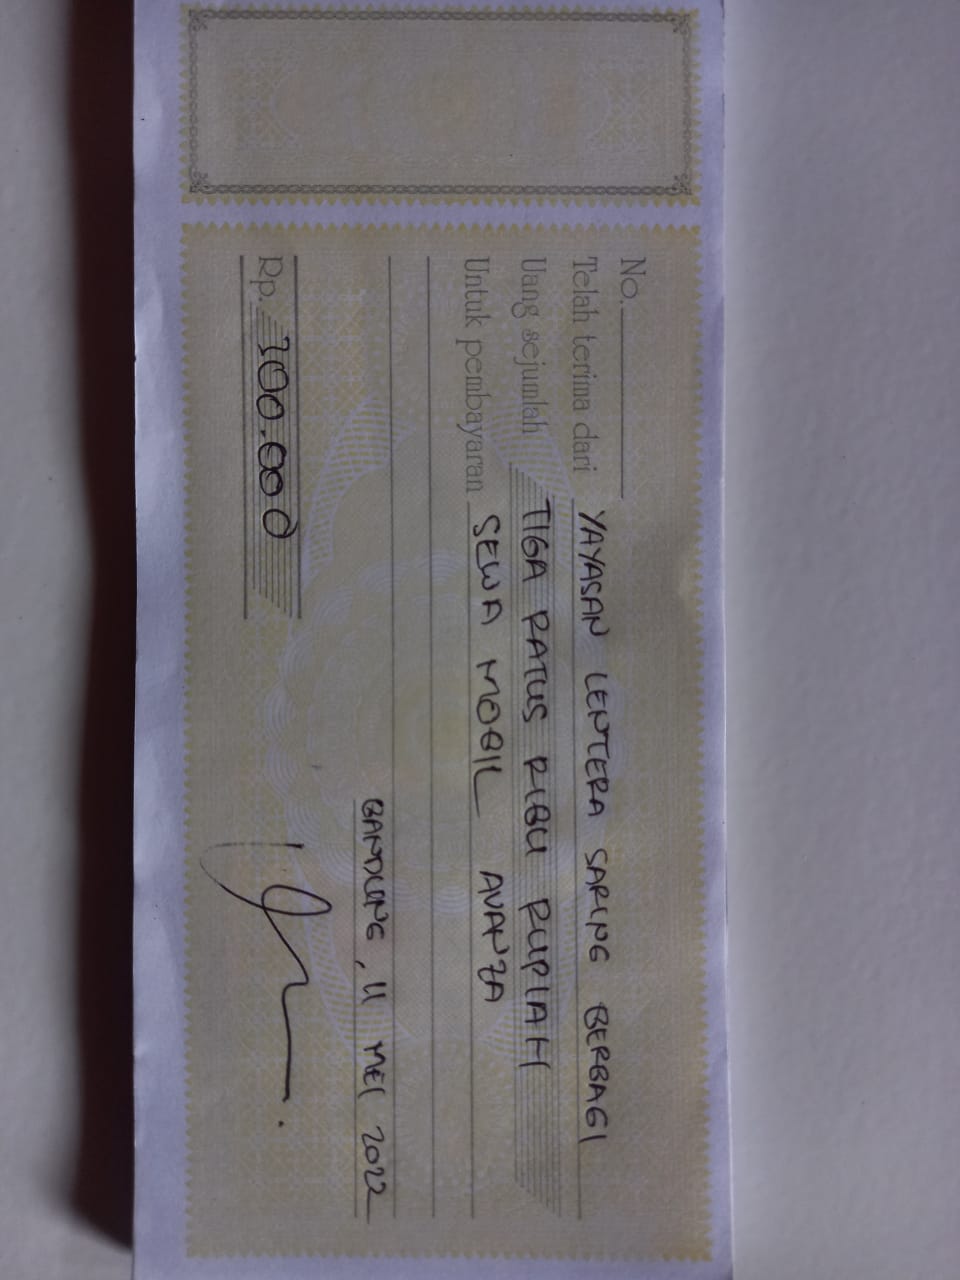 No.
Telah terima dari YAYASAN LENTERA SARING BERBAGI
Uang sejumlah TIGA RATUS RIBU RUPIAH
Untuk pembayaran SEWA MOBIL AVANZA
BANDUNG, 11 MEI 2022
Rp. 300.000